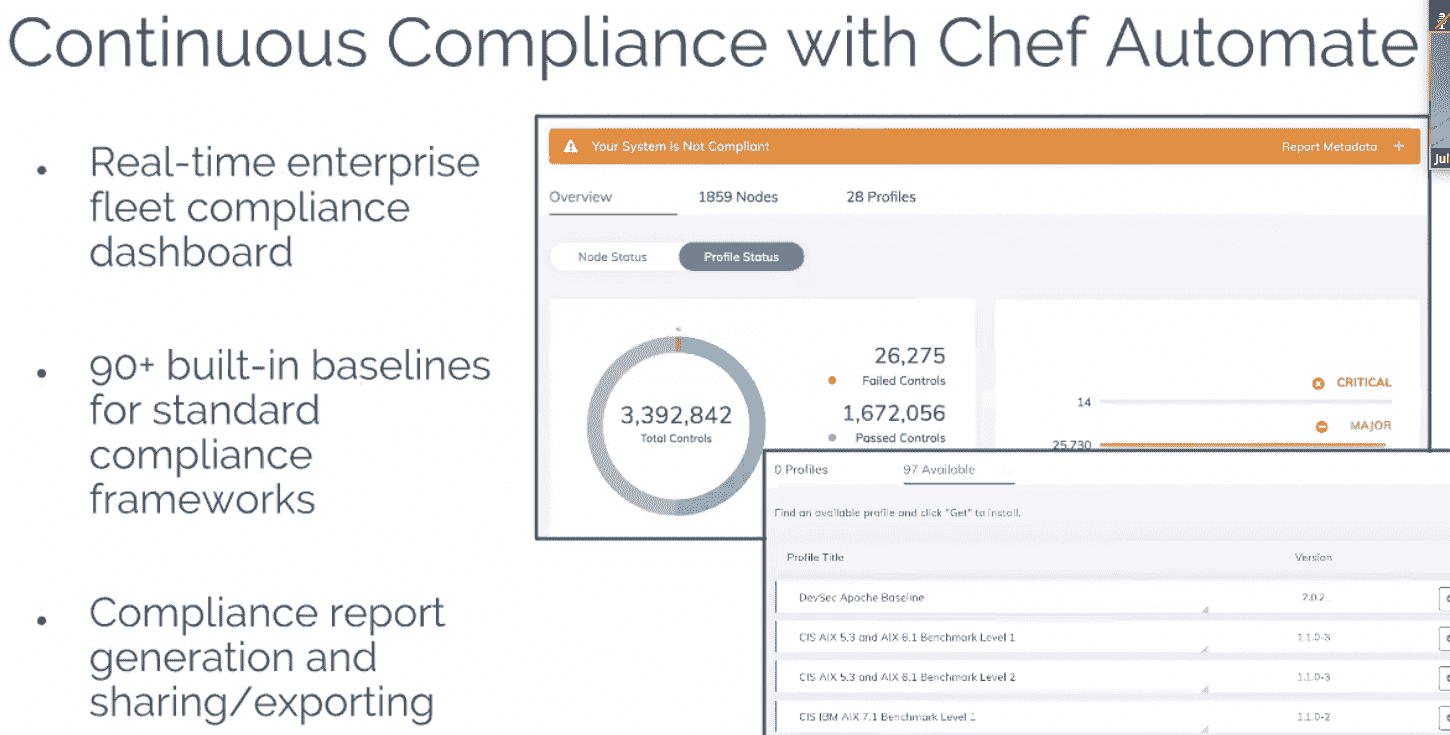 Continuous Compliance with Chef Automate
• Real-time enterprise
fleet compliance
dashboard
• 90+ built-in baselines
for standard
compliance
frameworks
• Compliance report
generation and
sharing/exporting
Your System is Not Compliant
Report Metadata +
Overview
1859 Nodes
28 Profiles
Node Status
Profile Status
3,392,842
Total Controls
26,275
Failed Controls
1,672,056
Passed Controls
CRITICAL
14
MAJOR
25,730
0 Profiles
97 Available
Find an available profile and click "Get" to install.
Profile Title
Version
DevSec Apache Baseline
2.0.2
CIS AIX 5.3 and AIX 6.1 Benchmark Level 1
1.1.0-3
CIS AIX 5.3 and AIX 6.1 Benchmark Level 2
1.1.0-3
CIS IBM AIX 7.1 Benchmark Level 1
1.1.0-2
Jul